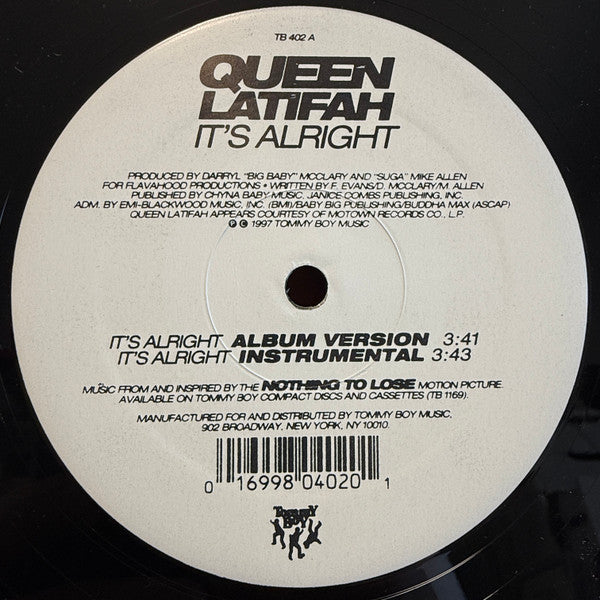 TB 402 A
QUEEN
LATIFAH
IT'S ALRIGHT
PRODUCED BY DARRYL "BIG BABY" MCCLARY AND "SUGA" MIKE ALLEN
FOR FLAVAHOOD PRODUCTIONS • WRITTEN BY F. EVANS/D. MCCLARY/M. ALLEN
PUBLISHED BY CHYNA BABY MUSIC, JANICE COMBS PUBLISHING, INC.
ADM. BY EMI-BLACKWOOD MUSIC, INC. (BMI)/BABY BIG PUBLISHING/BUDDHA MAX (ASCAP)
QUEEN LATIFAH APPEARS COURTESY OF MOTOWN RECORDS CO., L.P.
℗ © 1997 TOMMY BOY MUSIC
IT'S ALRIGHT ALBUM VERSION 3:41
IT'S ALRIGHT INSTRUMENTAL 3:43
MUSIC FROM AND INSPIRED BY THE NOTHING TO LOSE MOTION PICTURE.
AVAILABLE ON TOMMY BOY COMPACT DISCS AND CASSETTES (TB 1169).
MANUFACTURED FOR AND DISTRIBUTED BY TOMMY BOY MUSIC,
902 BROADWAY, NEW YORK, NY 10010.
0 16998 04020 1
TOMMY
BOY